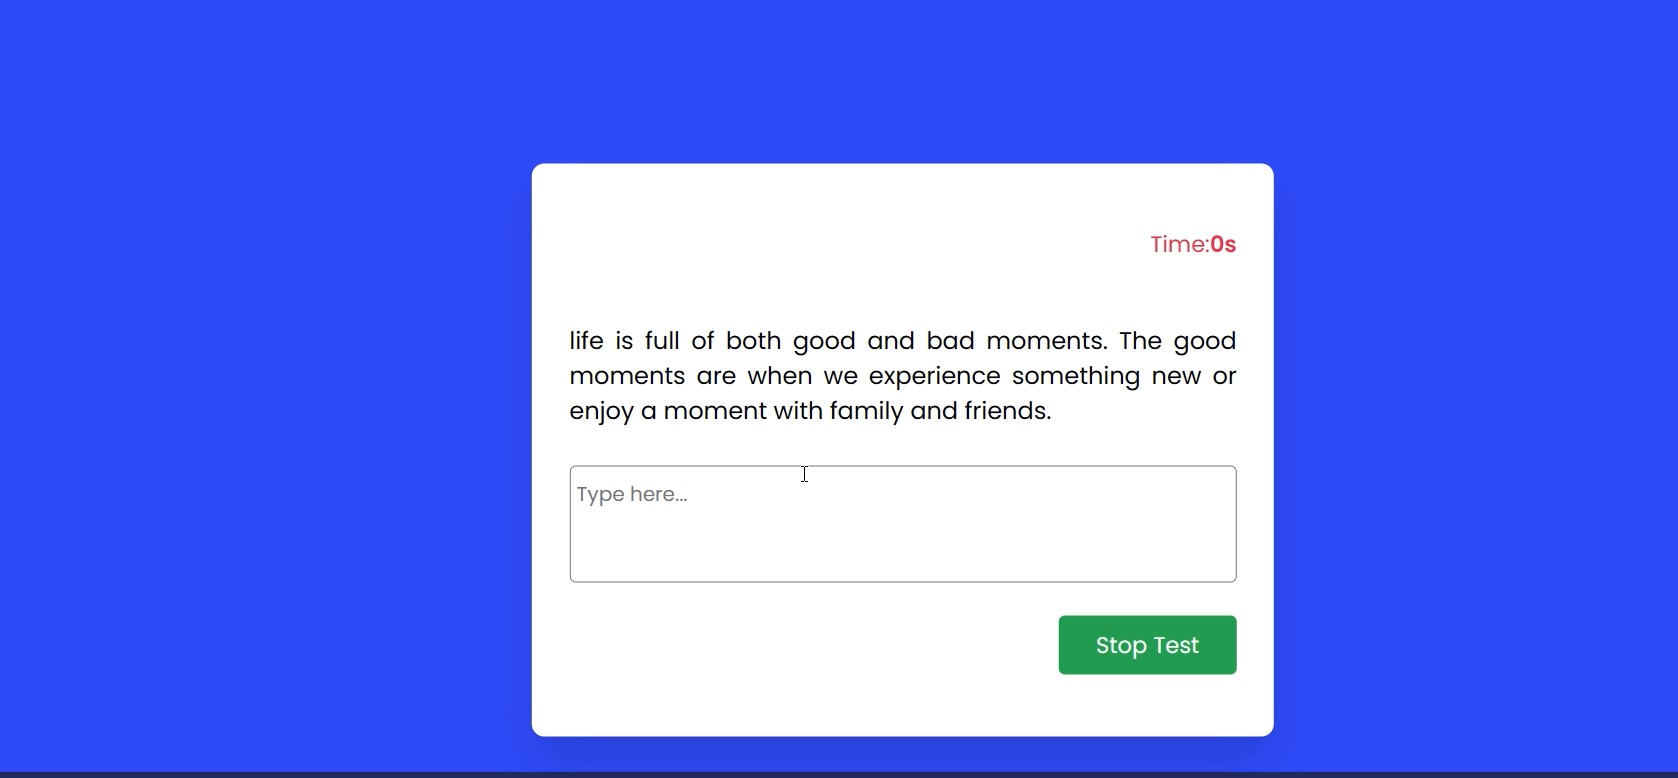 Time:0s
life is full of both good and bad moments. The good
moments are when we experience something new or
enjoy a moment with family and friends.
Type here...
Stop Test